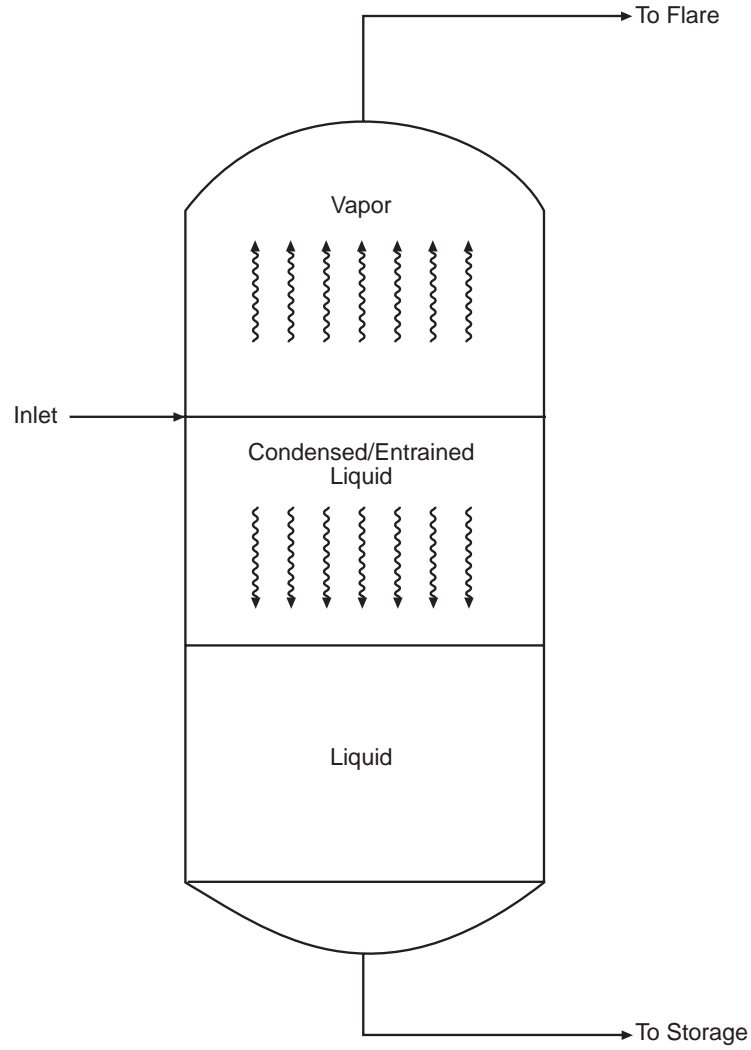 To Flare
Vapor
Inlet
Condensed/Entrained
Liquid
Liquid
To Storage